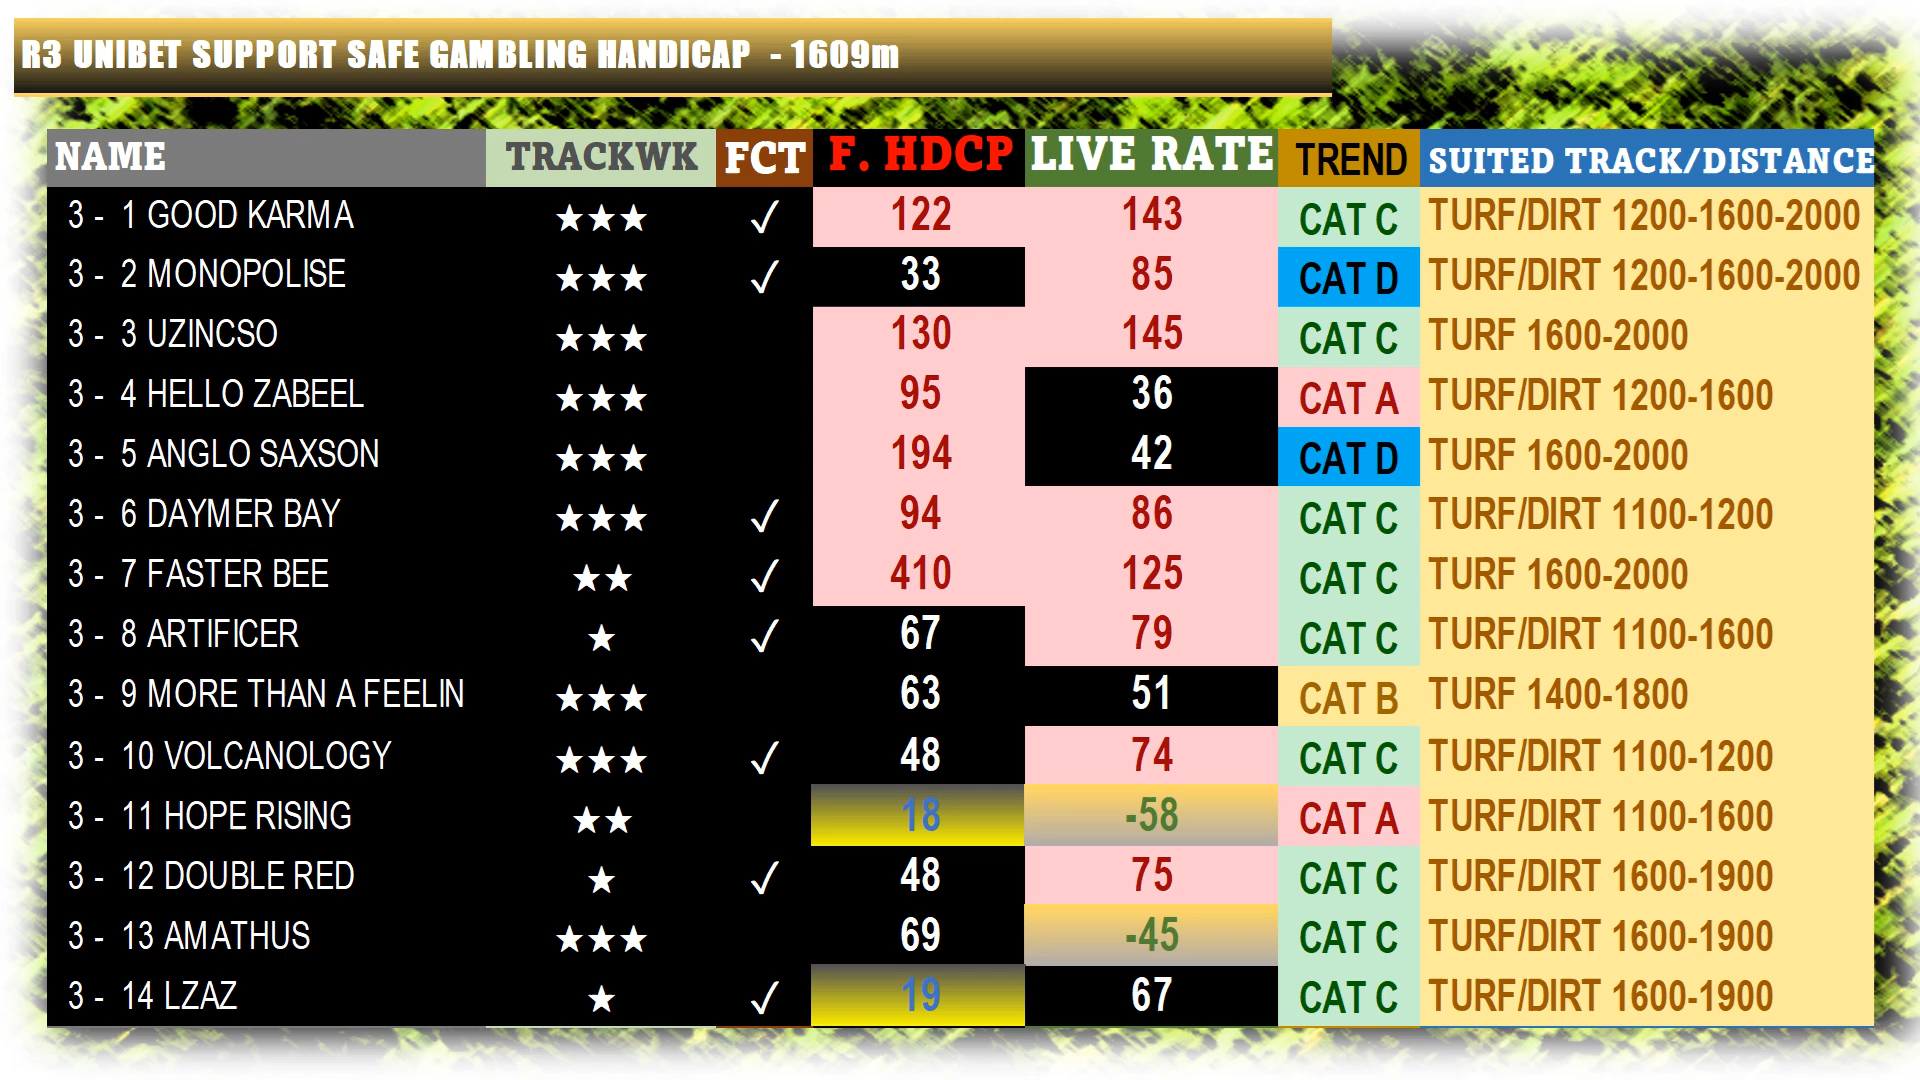 R3 UNIBET SUPPORT SAFE GAMBLING HANDICAP - 1609m
NAME TRACKWK FCT F. HDCP LIVE RATE TREND SUITED TRACK/DISTANCE
3 - 1 GOOD KARMA ★★★ ✓ 122 143 CAT C TURF/DIRT 1200-1600-2000
3 - 2 MONOPOLISE ★★★ ✓ 33 85 CAT D TURF/DIRT 1200-1600-2000
3 - 3 UZINCSO ★★★ 130 145 CAT C TURF 1600-2000
3 - 4 HELLO ZABEEL ★★★ 95 36 CAT A TURF/DIRT 1200-1600
3 - 5 ANGLO SAXSON ★★★ 194 42 CAT D TURF 1600-2000
3 - 6 DAYMER BAY ★★★ ✓ 94 86 CAT C TURF/DIRT 1100-1200
3 - 7 FASTER BEE ★★ ✓ 410 125 CAT C TURF 1600-2000
3 - 8 ARTIFICER ★ ✓ 67 79 CAT C TURF/DIRT 1100-1600
3 - 9 MORE THAN A FEELIN ★★★ 63 51 CAT B TURF 1400-1800
3 - 10 VOLCANOLOGY ★★★ ✓ 48 74 CAT C TURF/DIRT 1100-1200
3 - 11 HOPE RISING ★★ 18 -58 CAT A TURF/DIRT 1100-1600
3 - 12 DOUBLE RED ★ ✓ 48 75 CAT C TURF/DIRT 1600-1900
3 - 13 AMATHUS ★★★ 69 -45 CAT C TURF/DIRT 1600-1900
3 - 14 LZAZ ★ ✓ 19 67 CAT C TURF/DIRT 1600-1900